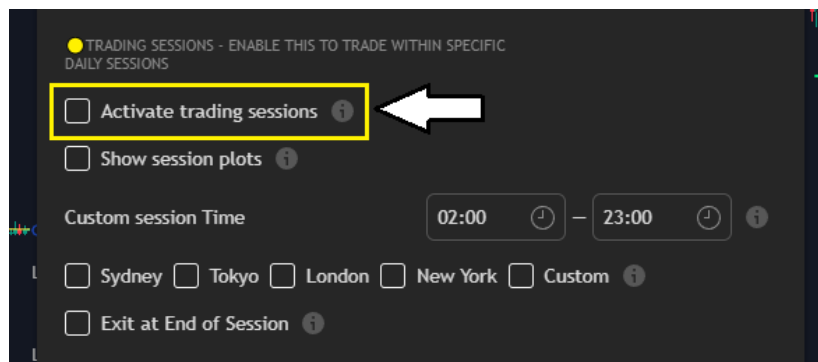 TRADING SESSIONS - ENABLE THIS TO TRADE WITHIN SPECIFIC
DAILY SESSIONS
Activate trading sessions
Show session plots
Custom session Time 02:00 — 23:00
Sydney Tokyo London New York Custom
Exit at End of Session